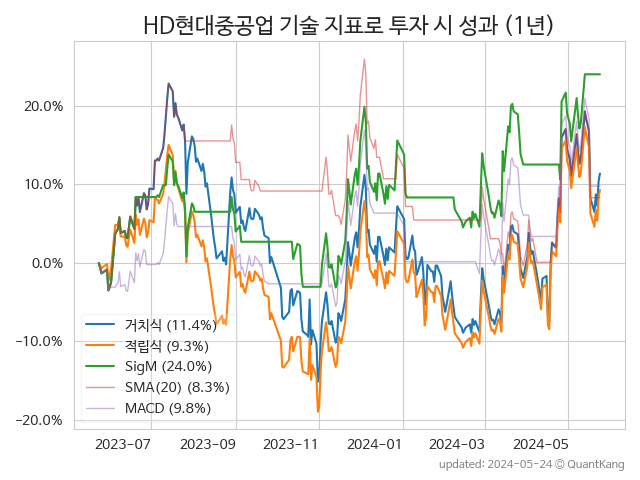 HD현대중공업 기술 지표로 투자 시 성과 (1년)
20.0%
10.0%
0.0%
−10.0%
−20.0%
거치식 (11.4%)
적립식 (9.3%)
SigM (24.0%)
SMA(20) (8.3%)
MACD (9.8%)
2023-07 2023-09 2023-11 2024-01 2024-03 2024-05
updated: 2024-05-24 © QuantKang